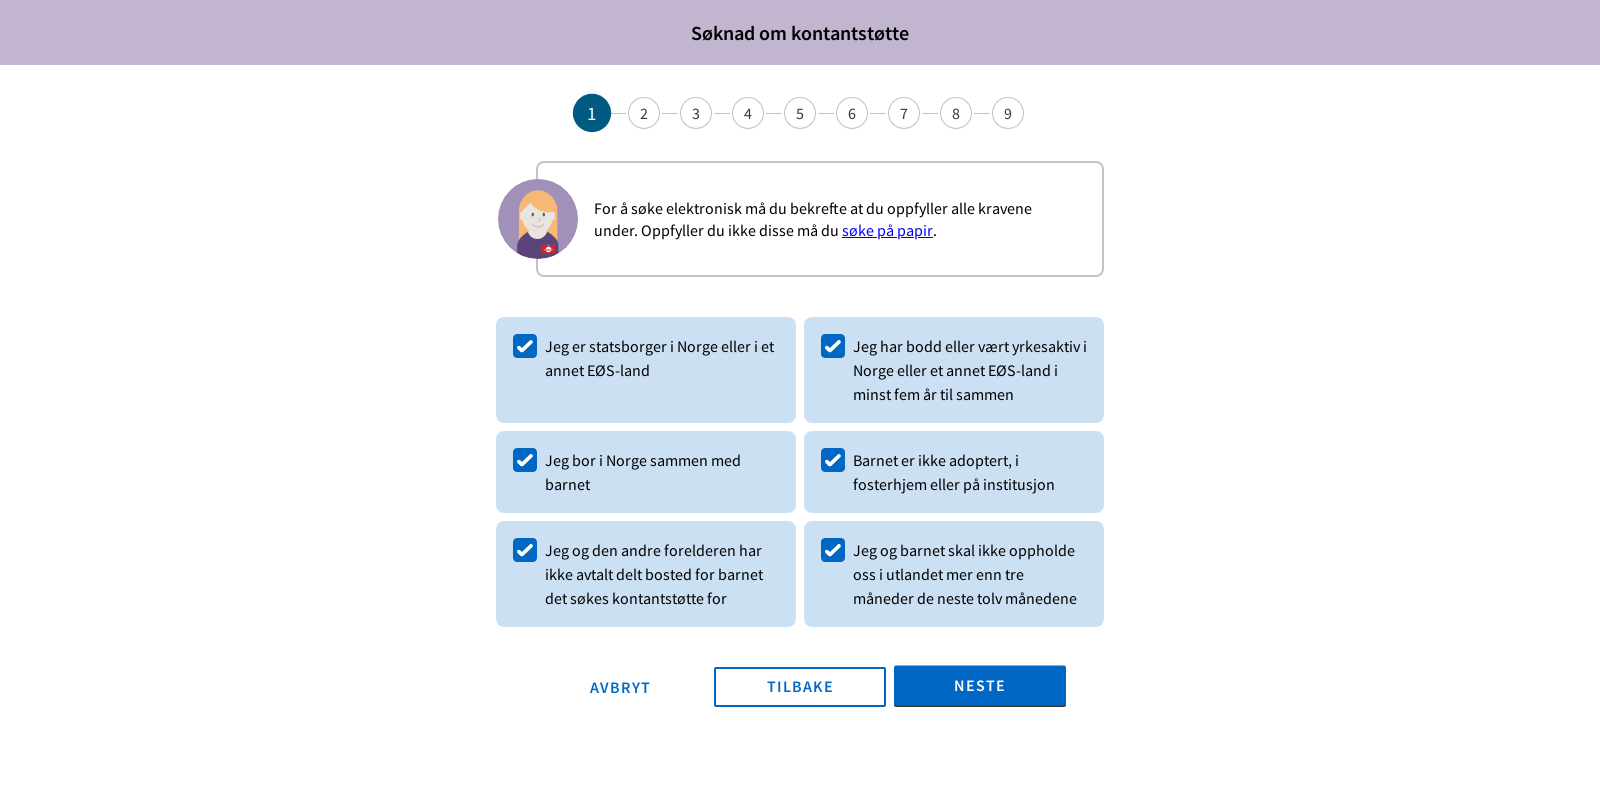 Søknad om kontantstøtte
1 2 3 4 5 6 7 8 9
For å søke elektronisk må du bekrefte at du oppfyller alle kravene
under. Oppfyller du ikke disse må du søke på papir.
Jeg er statsborger i Norge eller i et
annet EØS-land
Jeg har bodd eller vært yrkesaktiv i
Norge eller et annet EØS-land i
minst fem år til sammen
Jeg bor i Norge sammen med
barnet
Barnet er ikke adoptert, i
fosterhjem eller på institusjon
Jeg og den andre forelderen har
ikke avtalt delt bosted for barnet
det søkes kontantstøtte for
Jeg og barnet skal ikke oppholde
oss i utlandet mer enn tre
måneder de neste tolv månedene
AVBRYT TILBAKE NESTE